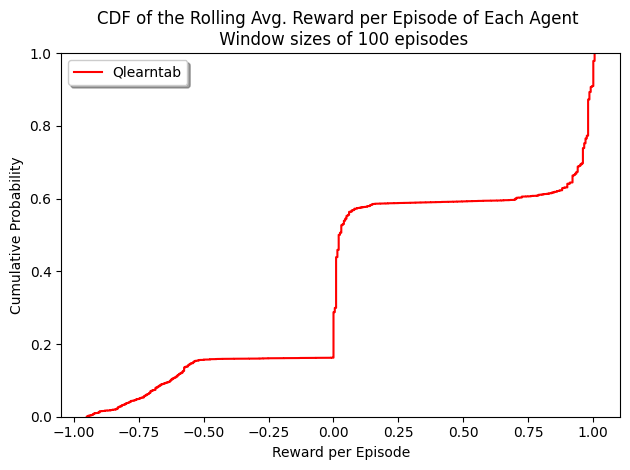 CDF of the Rolling Avg. Reward per Episode of Each Agent
Window sizes of 100 episodes
Qlearntab
Cumulative Probability
1.0
0.8
0.6
0.4
0.2
0.0
−1.00 −0.75 −0.50 −0.25 0.00 0.25 0.50 0.75 1.00
Reward per Episode